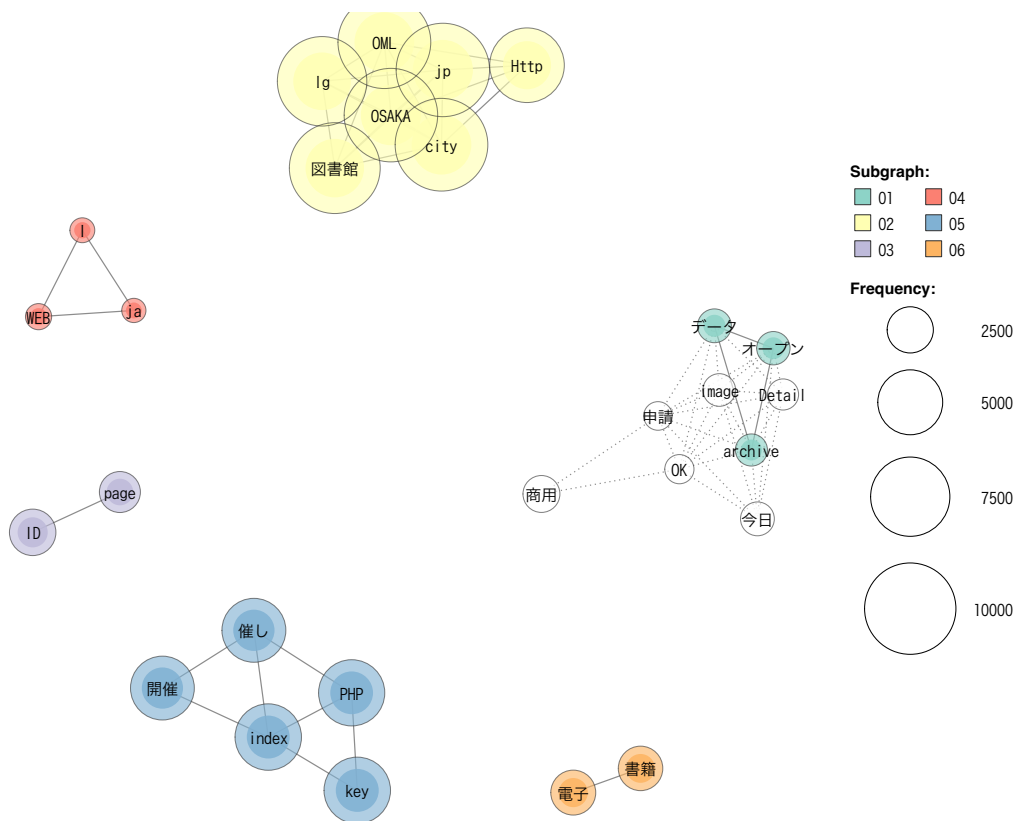 OML
jp
Http
lg
OSAKA
city
図書館
Subgraph:
01
04
02
05
03
06
Frequency:
2500
5000
7500
10000
l
WEB
ja
データ
オープン
image
Detail
申請
archive
OK
商用
今日
page
ID
催し
開催
PHP
index
key
書籍
電子